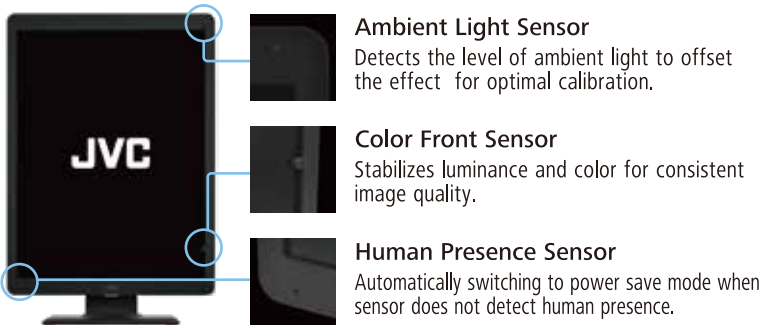 JVC
Ambient Light Sensor
Detects the level of ambient light to offset
the effect for optimal calibration.
Color Front Sensor
Stabilizes luminance and color for consistent
image quality.
Human Presence Sensor
Automatically switching to power save mode when
sensor does not detect human presence.